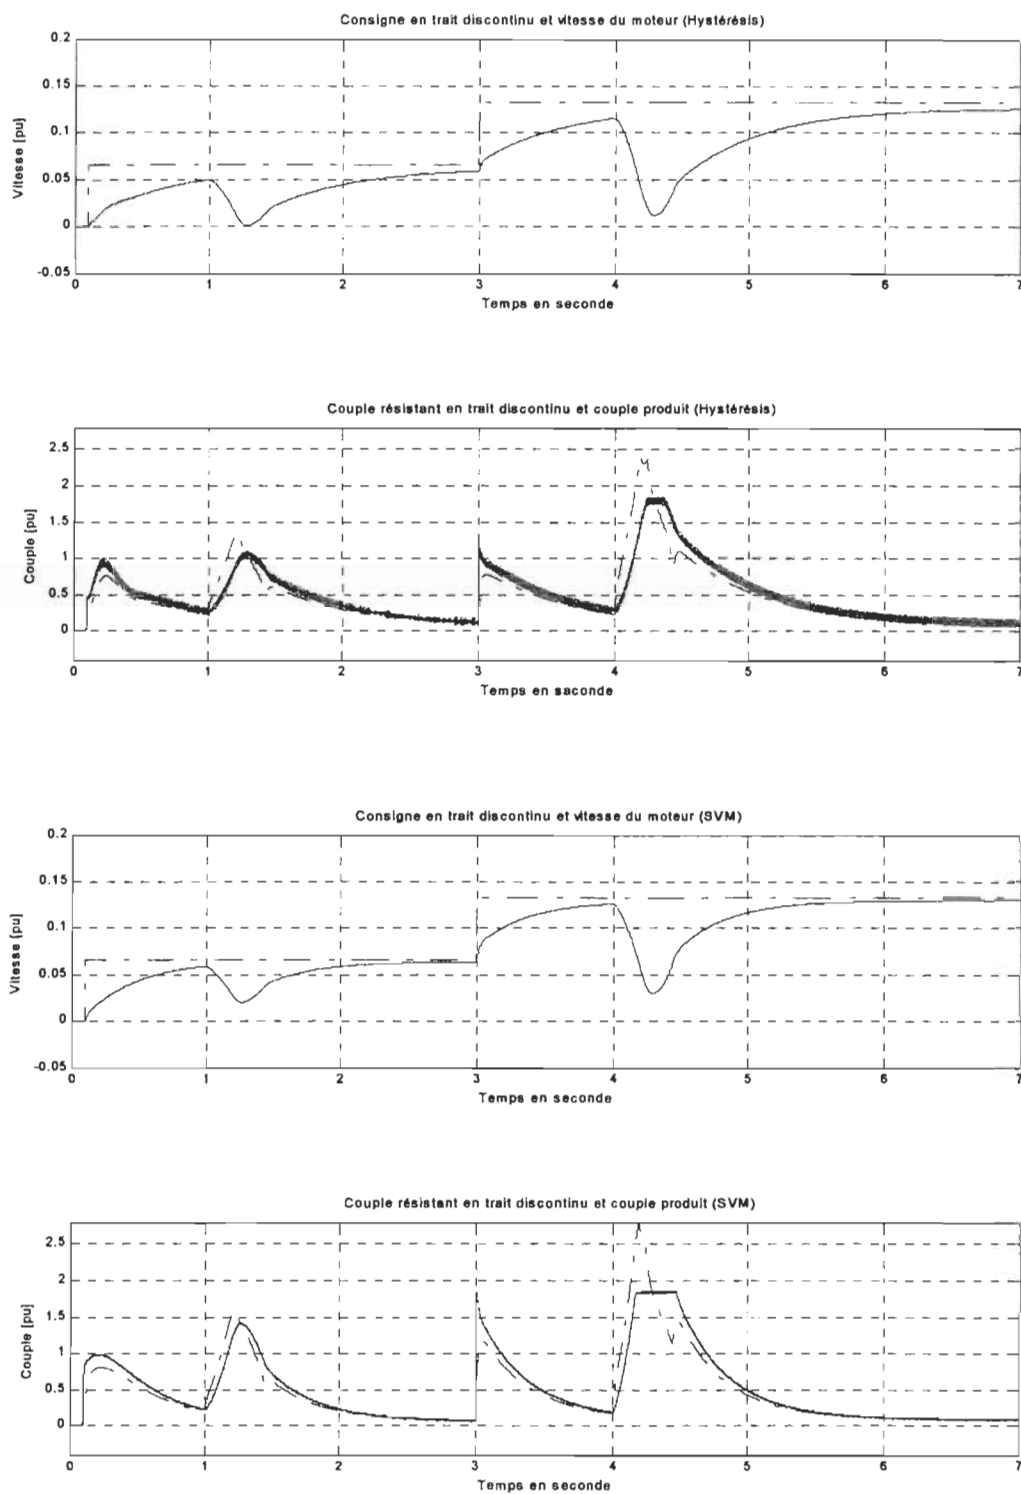 Consigne en trait discontinu et vitesse du moteur (Hystérésis)
0.2
0.15
0.1
0.05
0
-0.05
Vitesse [pu]
0 1 2 3 4 5 6 7
Temps en seconde
Couple résistant en trait discontinu et couple produit (Hystérésis)
2.5
2
1.5
1
0.5
0
Couple [pu]
0 1 2 3 4 5 6 7
Temps en saconde
Consigne en trait discontinu et vitesse du moteur (SVM)
0.2
0.15
0.1
0.05
0
-0.05
Vitesse [pu]
0 1 2 3 4 5 6 7
Temps en seconde
Couple résistant en trait discontinu et couple produit (SVM)
2.5
2
1.5
1
0.5
0
Couple [pu]
0 1 2 3 4 5 6 7
Temps en seconde